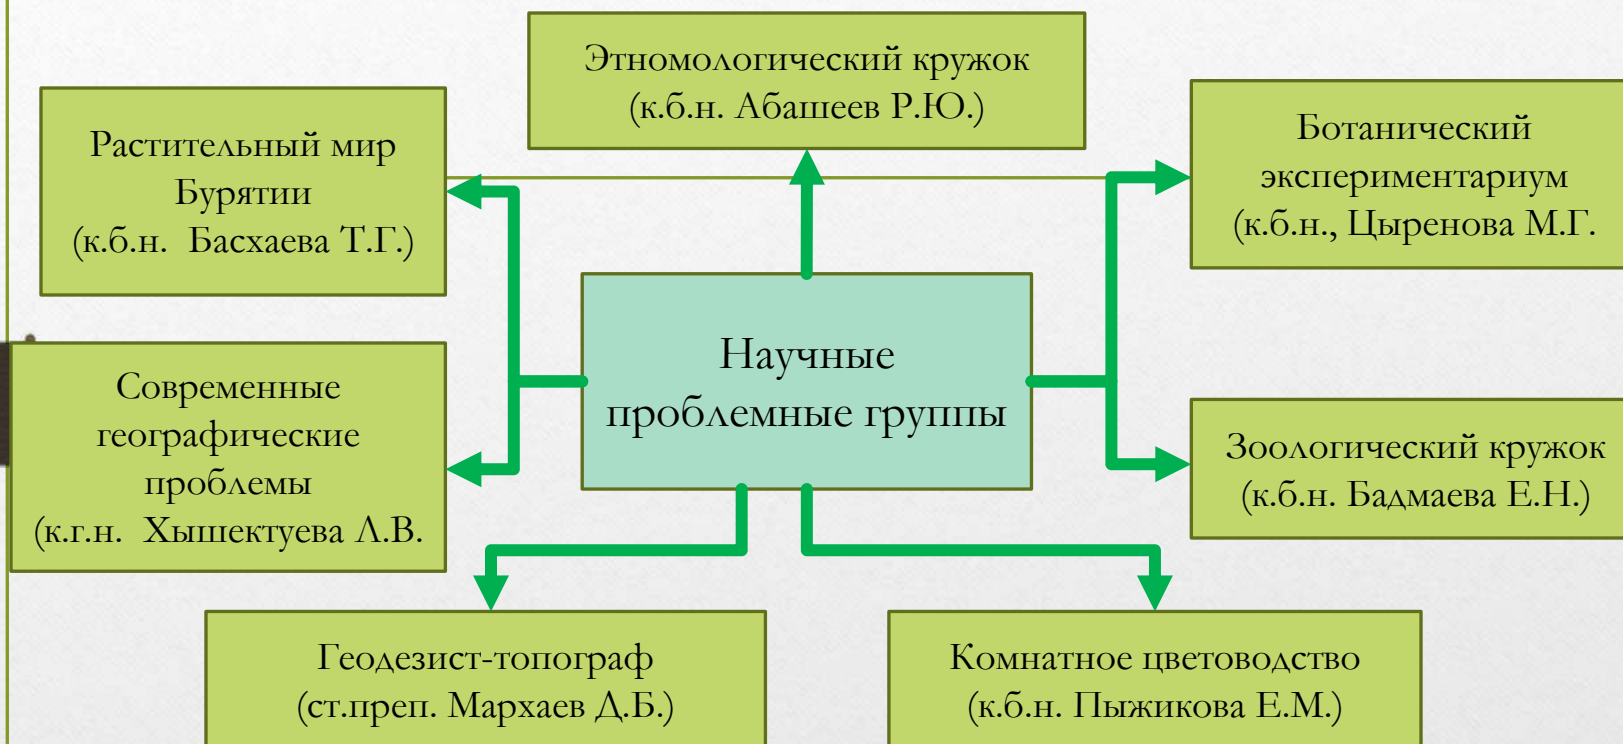 Этномологический кружок
(к.б.н. Абашеев Р.Ю.)
Растительный мир
Бурятии
(к.б.н. Басхаева Т.Г.)
Ботанический
экспериментариум
(к.б.н., Цыренова М.Г.
Научные
проблемные группы
Современные
географические
проблемы
(к.г.н. Хышектуева Л.В.
Зоологический кружок
(к.б.н. Бадмаева Е.Н.)
Геодезист-топограф
(ст.преп. Мархаев Д.Б.)
Комнатное цветоводство
(к.б.н. Пыжикова Е.М.)